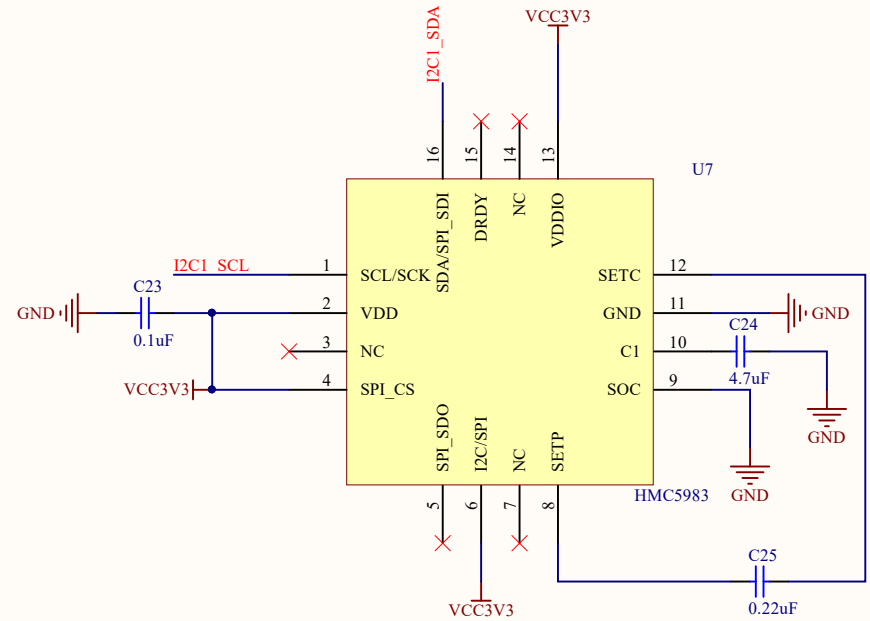 VCC3V3
I2C1_SDA
16
15
14
13
U7
SDA/SPI_SDI
DRDY
NC
VDDIO
I2C1_SCL
1
SCL/SCK
SETC
12
C23
GND
0.1uF
2
VDD
GND
11
GND
3
NC
C1
10
C24
4.7uF
VCC3V3
4
SPI_CS
SOC
9
GND
GND
SPI_SDO
I2C/SPI
NC
SETP
HMC5983
5
6
7
8
VCC3V3
C25
0.22uF